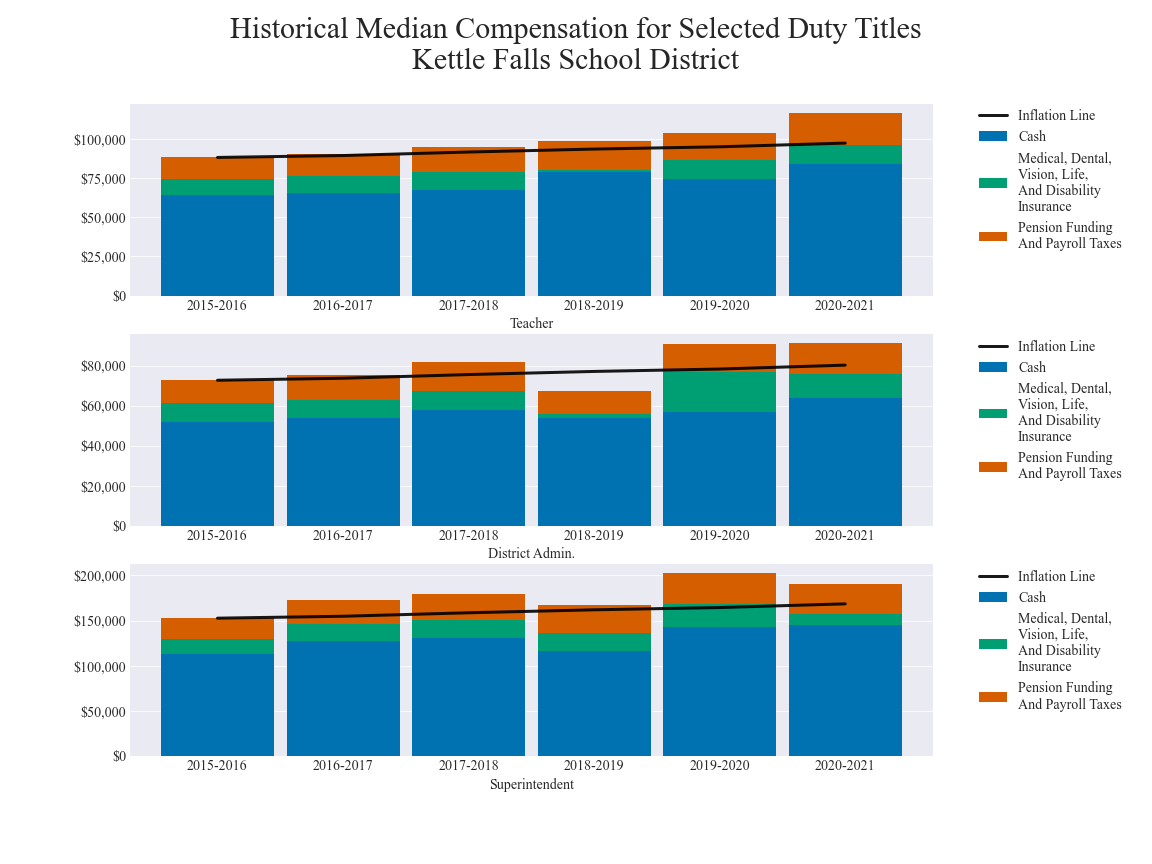 Historical Median Compensation for Selected Duty Titles
Kettle Falls School District
$100,000
$75,000
$50,000
$25,000
$0
2015-2016
2016-2017
2017-2018
2018-2019
2019-2020
2020-2021
Teacher
Inflation Line
Cash
Medical, Dental,
Vision, Life,
And Disability
Insurance
Pension Funding
And Payroll Taxes
$80,000
$60,000
$40,000
$20,000
$0
2015-2016
2016-2017
2017-2018
2018-2019
2019-2020
2020-2021
District Admin.
Inflation Line
Cash
Medical, Dental,
Vision, Life,
And Disability
Insurance
Pension Funding
And Payroll Taxes
$200,000
$150,000
$100,000
$50,000
$0
2015-2016
2016-2017
2017-2018
2018-2019
2019-2020
2020-2021
Superintendent
Inflation Line
Cash
Medical, Dental,
Vision, Life,
And Disability
Insurance
Pension Funding
And Payroll Taxes